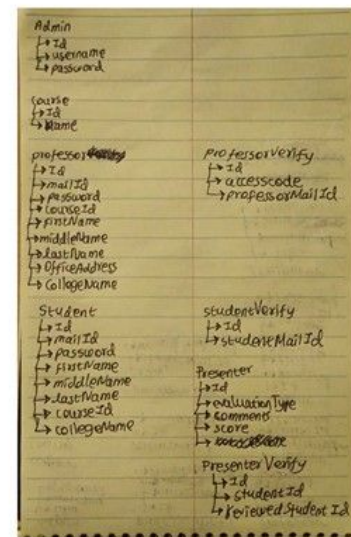 Admin
Id
username
password
course
Id
Name
professor
Id
mailId
password
courseId
firstName
middleName
lastName
OfficeAddress
CollegeName
professorVerify
Id
accesscode
professorMailId
Student
Id
mailId
password
firstName
middleName
lastName
courseId
collegeName
studentVerify
Id
studentMailId
Presenter
Id
evaluationType
comments
score
Presenter Verify
Id
studentId
reviewedStudentId